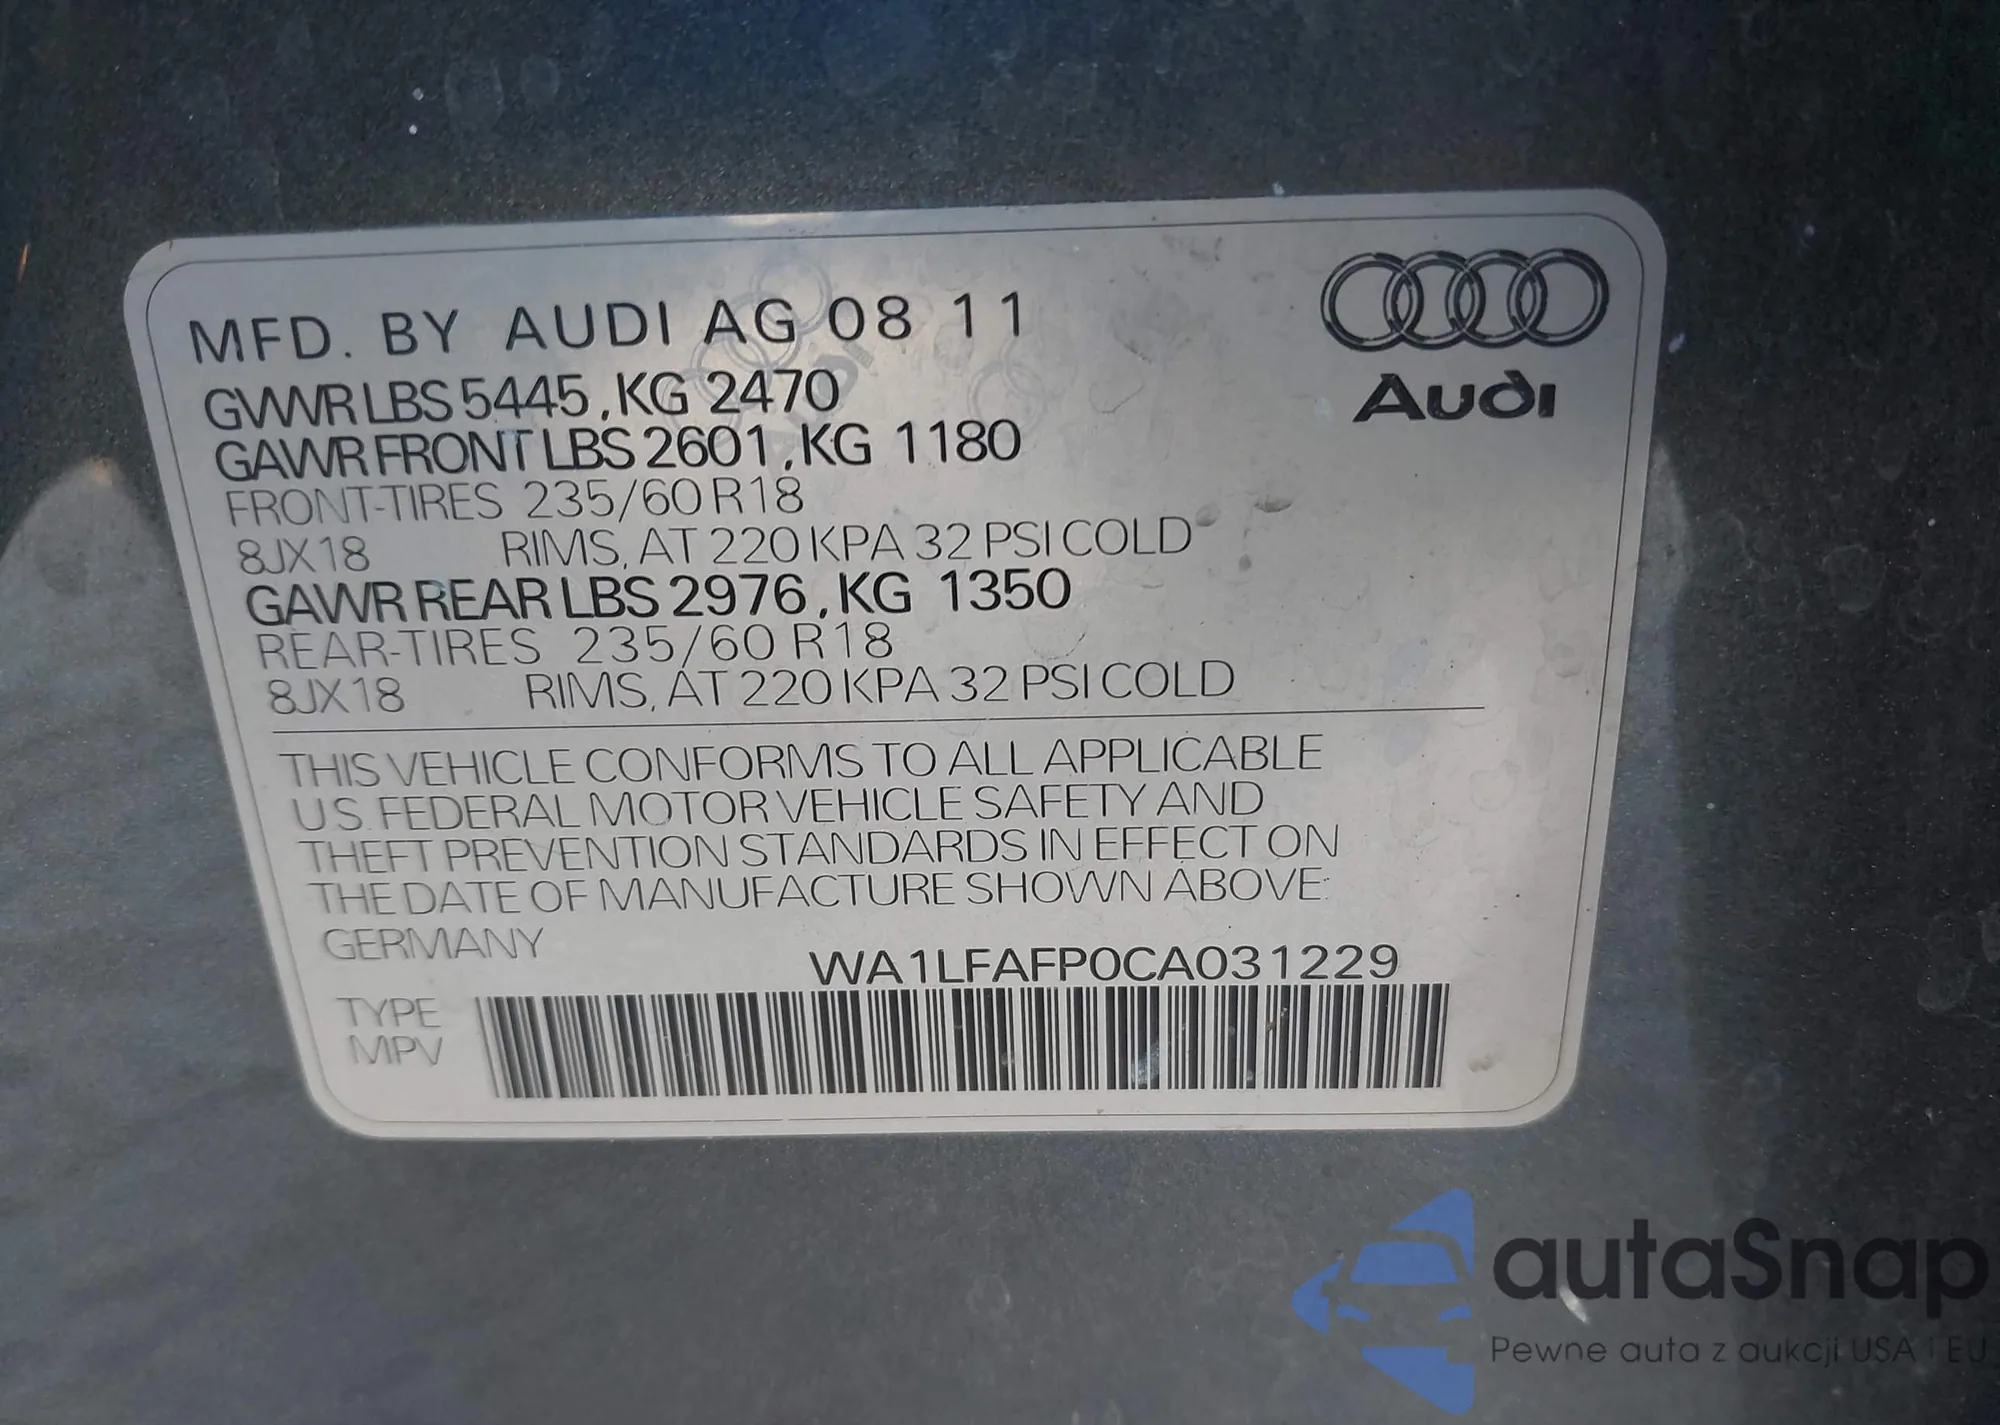 MFD. BY AUDI AG 08 11
Audi
GVWR LBS 5445, KG 2470
GAWR FRONT LBS 2601, KG 1180
FRONT-TIRES 235/60 R18
8JX18 RIMS, AT 220 KPA 32 PSI COLD
GAWR REAR LBS 2976, KG 1350
REAR-TIRES 235/60 R18
8JX18 RIMS, AT 220 KPA 32 PSI COLD
THIS VEHICLE CONFORMS TO ALL APPLICABLE
U.S. FEDERAL MOTOR VEHICLE SAFETY AND
THEFT PREVENTION STANDARDS IN EFFECT ON
THE DATE OF MANUFACTURE SHOWN ABOVE:
GERMANY
WA1LFAFP0CA031229
TYPE
MPV
autaSnap
Pewne auta z aukcji USA i EU